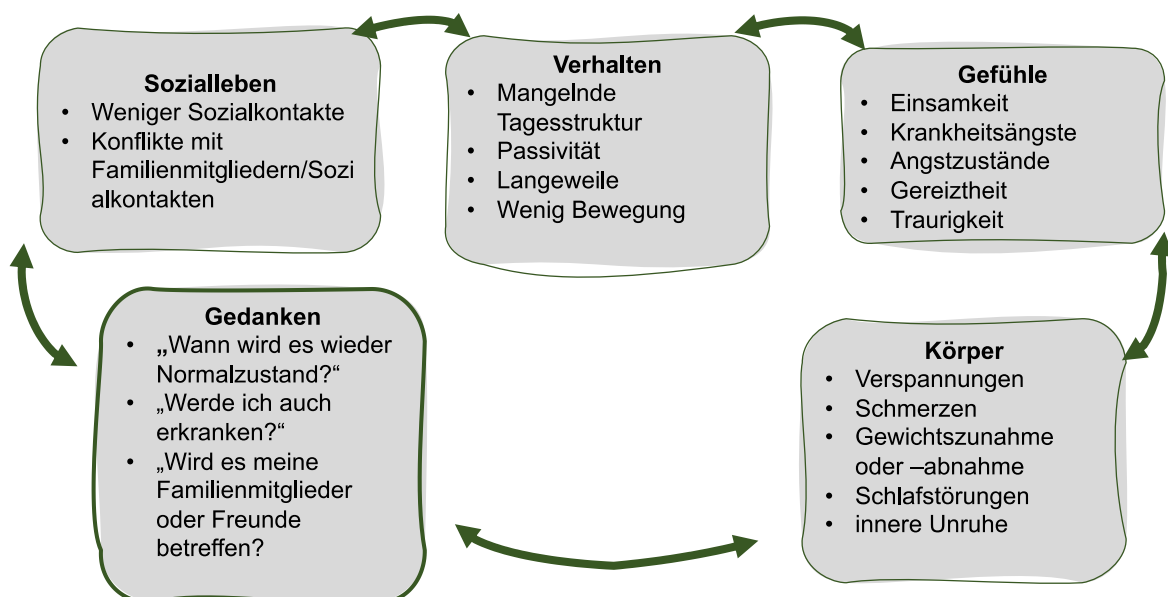 Sozialleben
• Weniger Sozialkontakte
• Konflikte mit
Familienmitgliedern/Sozi
alkontakten
Verhalten
• Mangelnde
Tagesstruktur
• Passivität
• Langeweile
• Wenig Bewegung
Gefühle
• Einsamkeit
• Krankheitsängste
• Angstzustände
• Gereiztheit
• Traurigkeit
Gedanken
• „Wann wird es wieder
Normalzustand?“
• „Werde ich auch
erkranken?“
• „Wird es meine
Familienmitglieder
oder Freunde
betreffen?
Körper
• Verspannungen
• Schmerzen
• Gewichtszunahme
oder –abnahme
• Schlafstörungen
• innere Unruhe